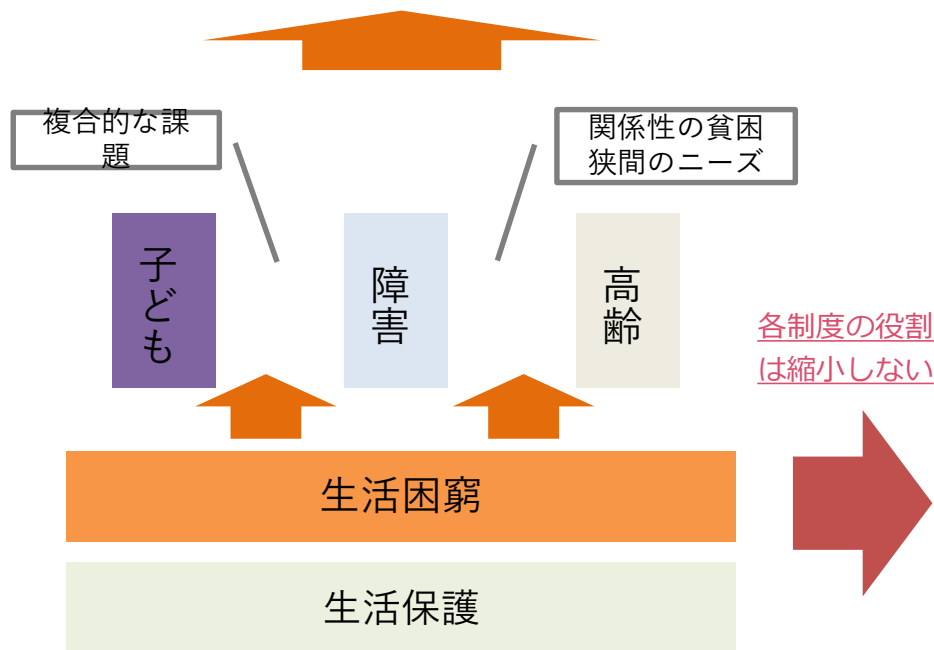 複合的な課
題
関係性の貧困
狭間のニーズ
子ども
障害
高齢
各制度の役割
は縮小しない
生活困窮
生活保護